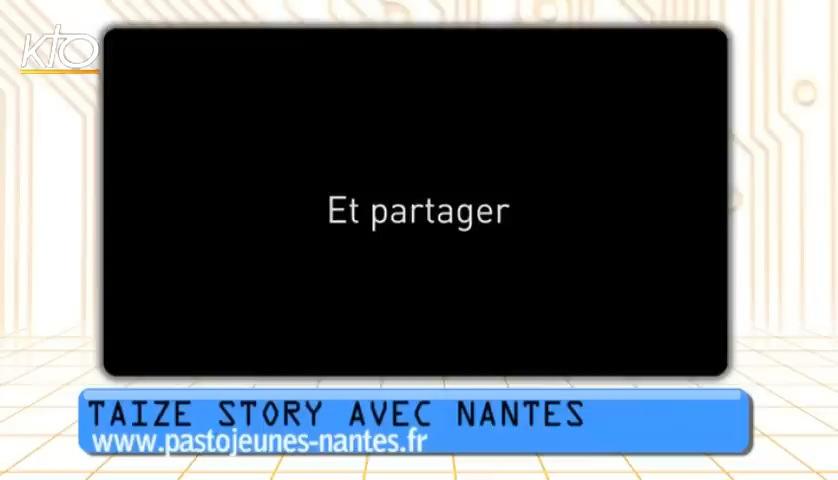 KTO
Et partager
TAIZE STORY AVEC NANTES
www.pastojeunes-nantes.fr